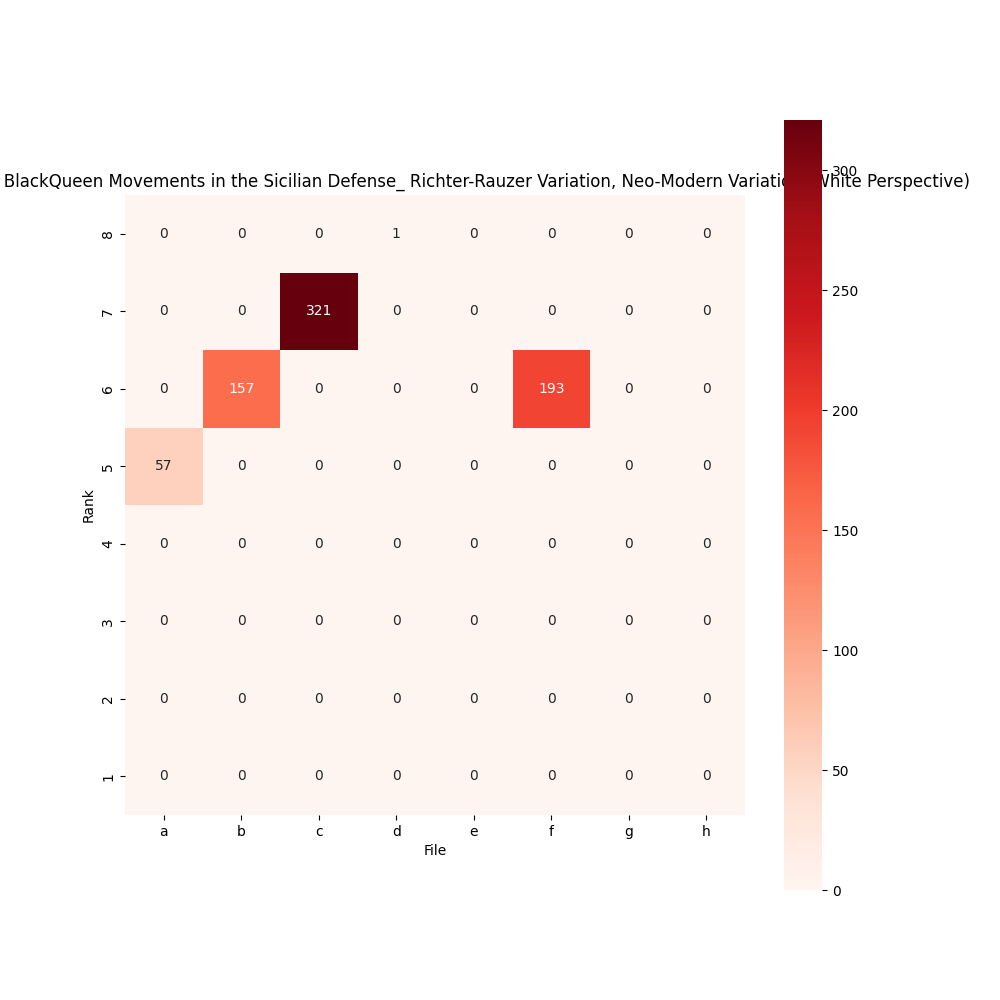 BlackQueen Movements in the Sicilian Defense_ Richter-Rauzer Variation, Neo-Modern Perspective)
300
8 0 0 0 1 0 0 0 0
250
7 0 0 321 0 0 0 0 0
6 0 157 0 0 0 193 0 0
200
5 57 0 0 0 0 0 0 0
Rank
150
4 0 0 0 0 0 0 0 0
3 0 0 0 0 0 0 0 0
100
2 0 0 0 0 0 0 0 0
50
1 0 0 0 0 0 0 0 0
a b c d e f g h
File
0